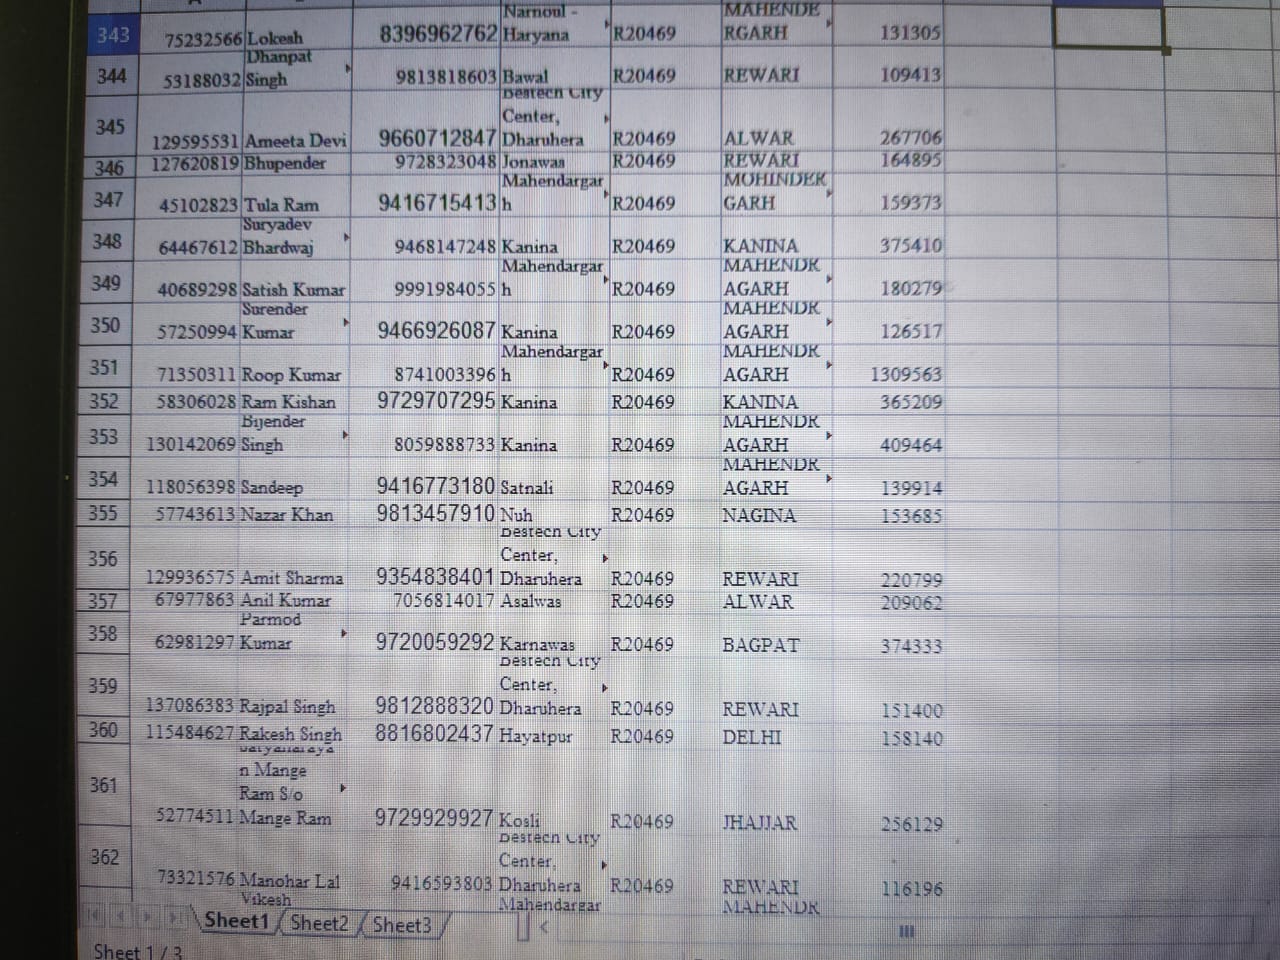 343 75232566 Lokesh 8396962762 Narnoul - Haryana R20469 MAHENDE RGARH 131305
344 53188032 Dhanpat Singh 9813818603 Bawal R20469 REWARI 109413
345 129595531 Ameeta Devi 9660712847 Bestech City Center, Dharuhera R20469 ALWAR 267706
346 127620819 Bhupender 9728323048 Jonawas R20469 REWARI 164895
347 45102823 Tula Ram 9416715413 Mahendargar h R20469 MOHINDER GARH 159373
348 64467612 Suryadev Bhardwaj 9468147248 Kanina R20469 KANINA 375410
349 40689298 Satish Kumar 9991984055 Mahendargar h R20469 MAHENDR AGARH 180279
350 57250994 Surender Kumar 9466926087 Kanina R20469 MAHENDR AGARH 126517
351 71350311 Roop Kumar 8741003396 Mahendargar h R20469 MAHENDR AGARH 1309563
352 58306028 Ram Kishan 9729707295 Kanina R20469 KANINA 365209
353 130142069 Bijender Singh 8059888733 Kanina R20469 MAHENDR AGARH 409464
354 118056398 Sandeep 9416773180 Satnali R20469 MAHENDR AGARH 139914
355 57743613 Nazar Khan 9813457910 Nuh R20469 NAGINA 153685
356 129936575 Amit Sharma 9354838401 Bestech City Center, Dharuhera R20469 REWARI 220799
357 67977863 Anil Kumar 7056814017 Asalwas R20469 ALWAR 209062
358 62981297 Parmod Kumar 9720059292 Karnawas R20469 BAGPAT 374333
359 137086383 Rajpal Singh 9812888320 Bestech City Center, Dharuhera R20469 REWARI 151400
360 115484627 Rakesh Singh 8816802437 Hayatpur R20469 DELHI 158140
361 52774511 n Mange Ram S/o Mange Ram 9729929927 Kosli R20469 JHAJJAR 256129
362 73321576 Manohar Lal 9416593803 Bestech City Center, Dharuhera R20469 REWARI 116196
Vikesh Mahendargar MAHENDR
Sheet1 Sheet2 Sheet3
Sheet 1 / 3